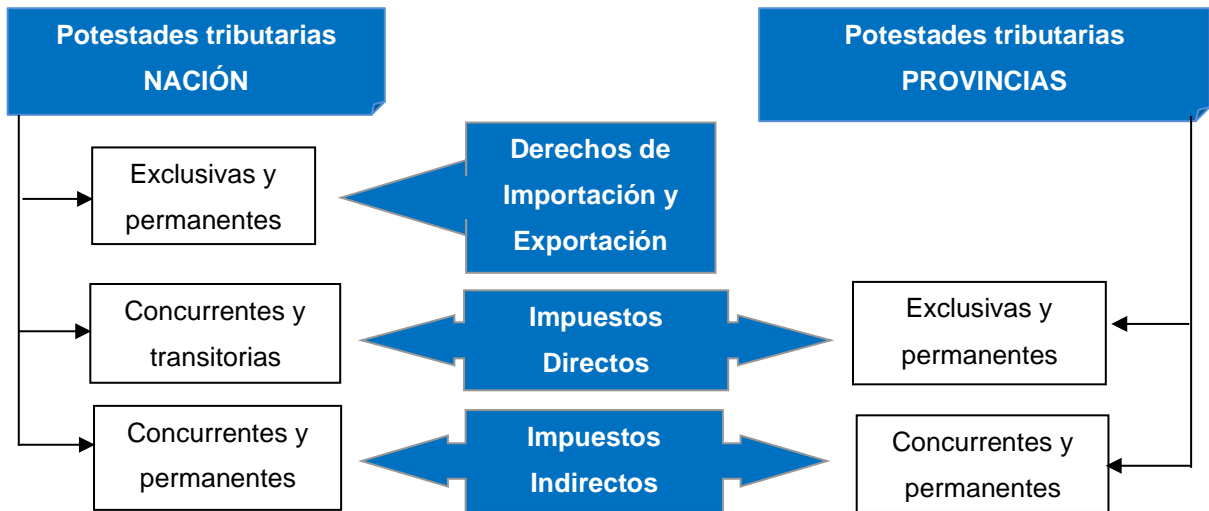 Potestades tributarias
NACIÓN
Potestades tributarias
PROVINCIAS
Exclusivas y
permanentes
Derechos de
Importación y
Exportación
Concurrentes y
transitorias
Impuestos
Directos
Exclusivas y
permanentes
Concurrentes y
permanentes
Impuestos
Indirectos
Concurrentes y
permanentes